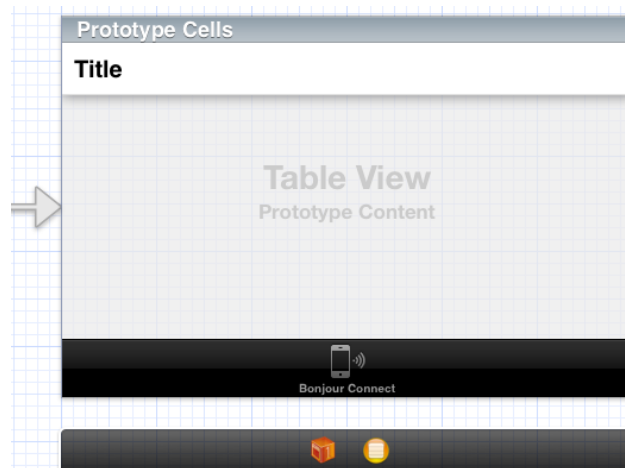 Prototype Cells
Title
Table View
Prototype Content
Bonjour Connect